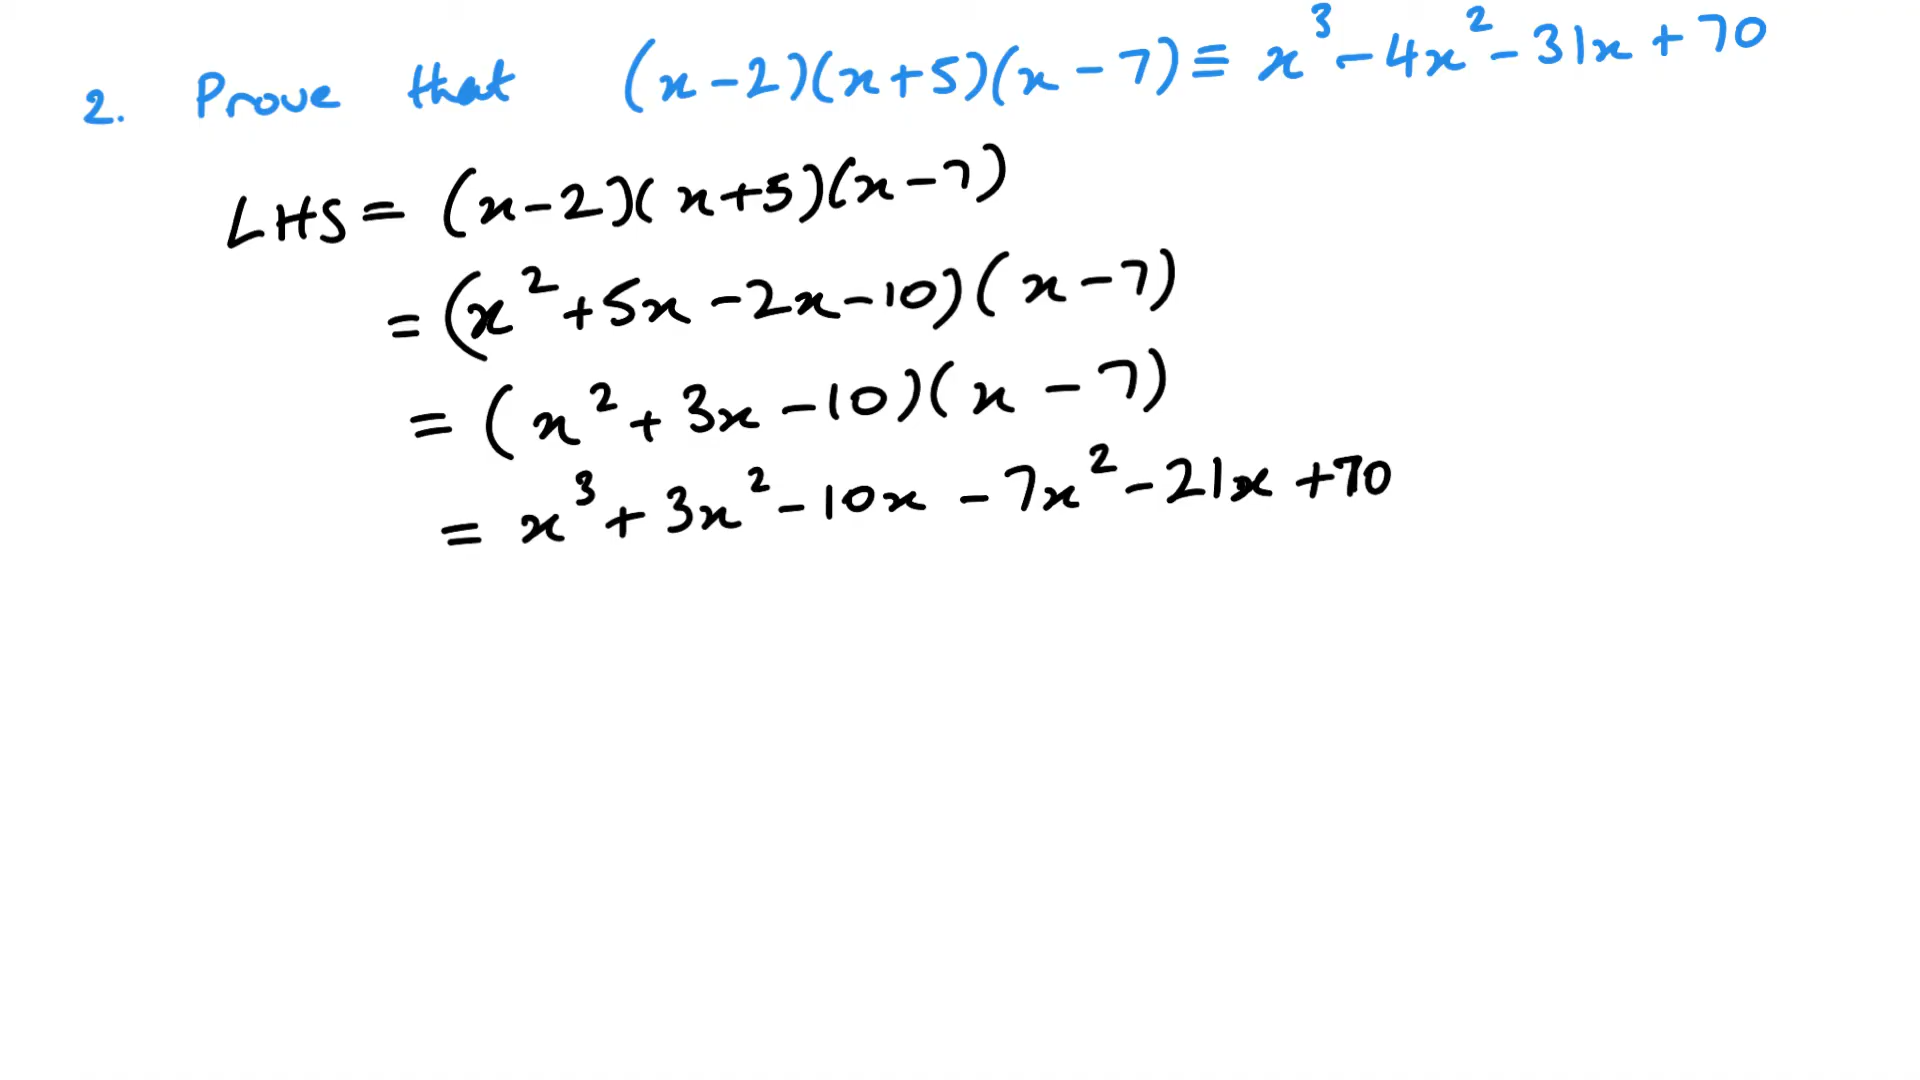 2. Prove that (x-2)(x+5)(x-7)≡ x³-4x²-31x+70
LHS = (x-2)(x+5)(x-7)
= (x²+5x-2x-10)(x-7)
= (x²+3x-10)(x-7)
= x³+3x²-10x-7x²-21x+70